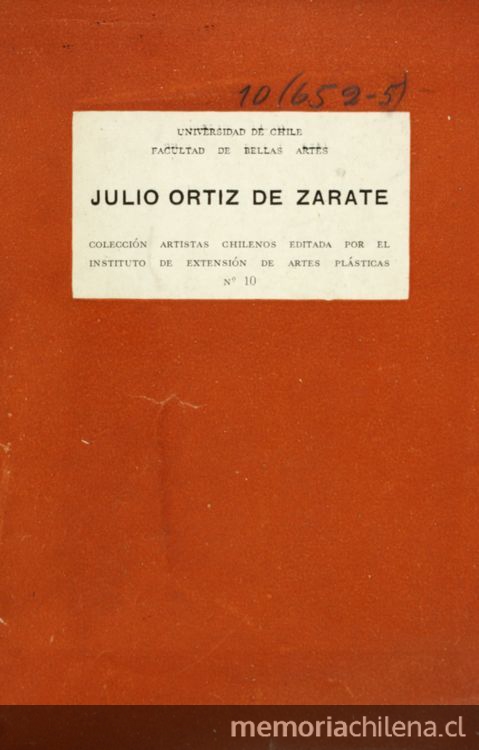 10 (659-5)
UNIVERSIDAD DE CHILE
FACULTAD DE BELLAS ARTES
JULIO ORTIZ DE ZARATE
COLECCIÓN ARTISTAS CHILENOS EDITADA POR EL
INSTITUTO DE EXTENSIÓN DE ARTES PLÁSTICAS
Nº 10
memoriachilena.cl